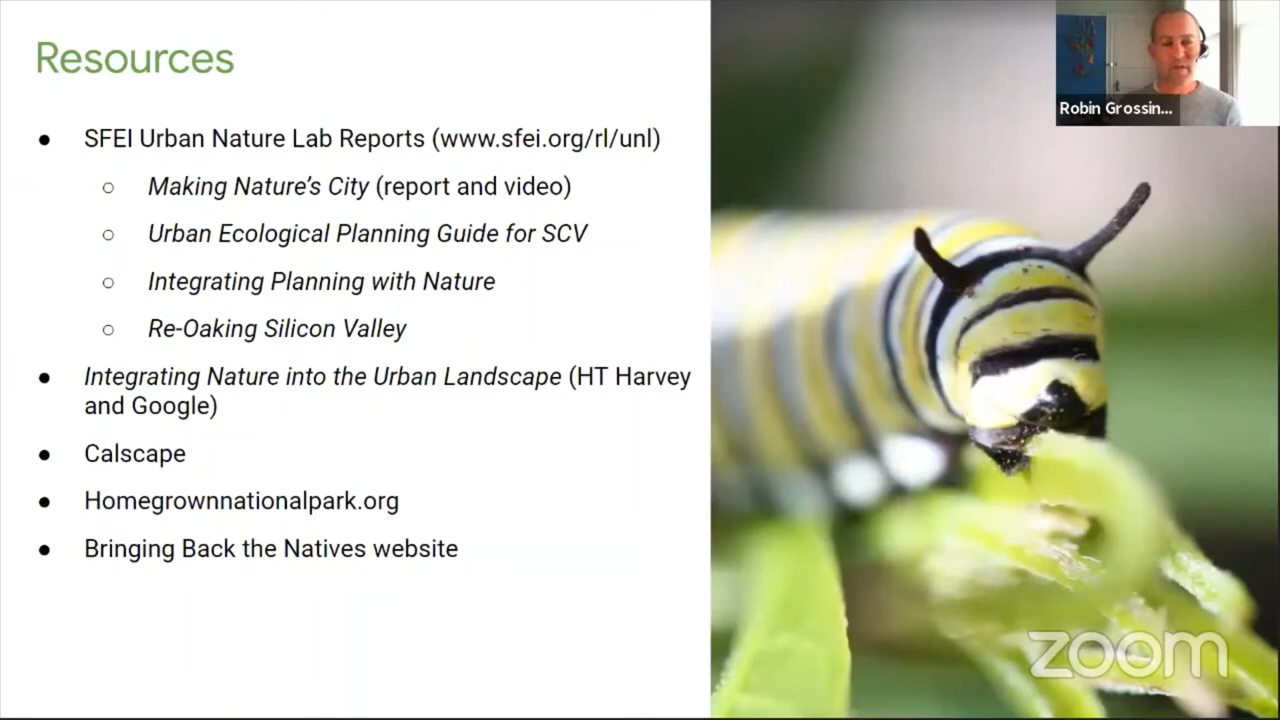 Resources
● SFEI Urban Nature Lab Reports (www.sfei.org/rl/unl)
○ Making Nature’s City (report and video)
○ Urban Ecological Planning Guide for SCV
○ Integrating Planning with Nature
○ Re-Oaking Silicon Valley
● Integrating Nature into the Urban Landscape (HT Harvey
and Google)
● Calscape
● Homegrownnationalpark.org
● Bringing Back the Natives website
Robin Grossin...
zoom